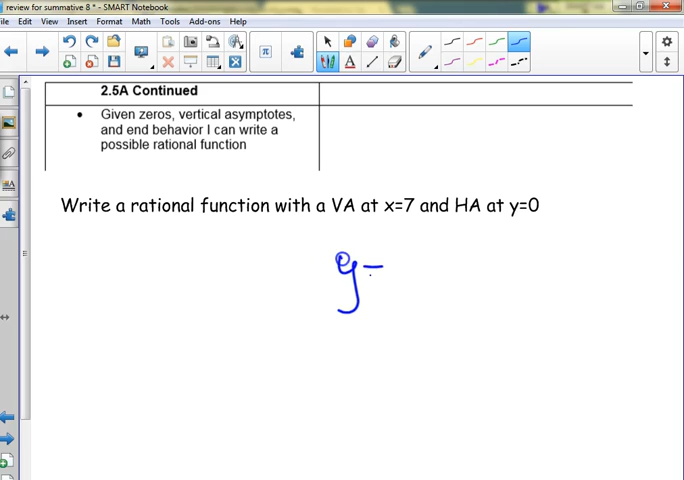 review for summative 8 * - SMART Notebook
File Edit View Insert Format Math Tools Add-ons Help
2.5A Continued
• Given zeros, vertical asymptotes,
and end behavior I can write a
possible rational function
Write a rational function with a VA at x=7 and HA at y=0
y